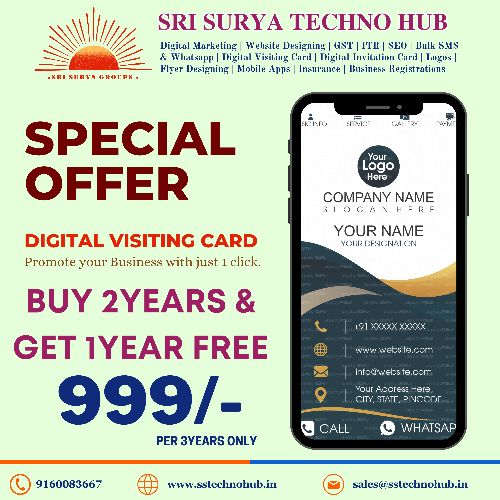 SRI SURYA TECHNO HUB
Digital Marketing | Website Designing | GST | ITR | SEO | Bulk SMS
& Whatsapp | Digital Visiting Card | Digital Invitation Card | Logos |
Flyer Designing | Mobile Apps | Insurance | Business Registrations
·SRI SURYA GROUPS·
SPECIAL
OFFER
DIGITAL VISITING CARD
Promote your Business with just 1 click.
BUY 2YEARS &
GET 1YEAR FREE
999/-
PER 3YEARS ONLY
SERVICE GALLERY
Your
Logo
Here
COMPANY NAME
SLOGAN HERE
YOUR NAME
YOUR DESIGNATION
+91 XXXXX XXXXX
www.website.com
info@website.com
Your Address Here,
CITY, STATE, PINCODE
CALL WHATSAP
9160083667 www.sstechnohub.in sales@sstechnohub.in